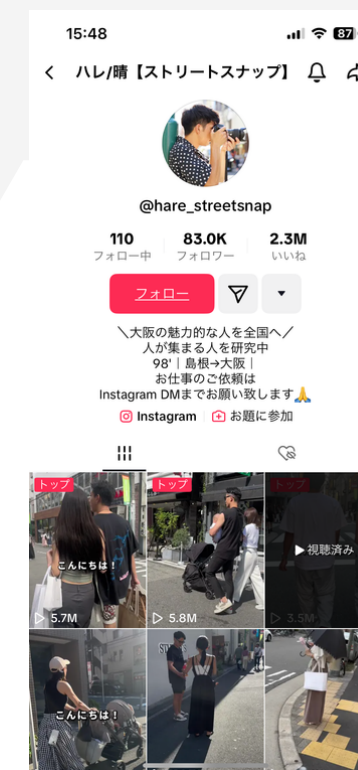 15:48
87
ハレ/晴【ストリートスナップ】
@hare_streetsnap
110 83.0K 2.3M
フォロー中 フォロワー いいね
フォロー
＼大阪の魅力的な人を全国へ／
人が集まる人を研究中
98'｜島根→大阪｜
お仕事のご依頼は
Instagram DMまでお願い致します🙏
Instagram お題に参加
トップ トップ トップ
こんにちは！
視聴済み
5.7M 5.8M 3.5M
こんにちは！